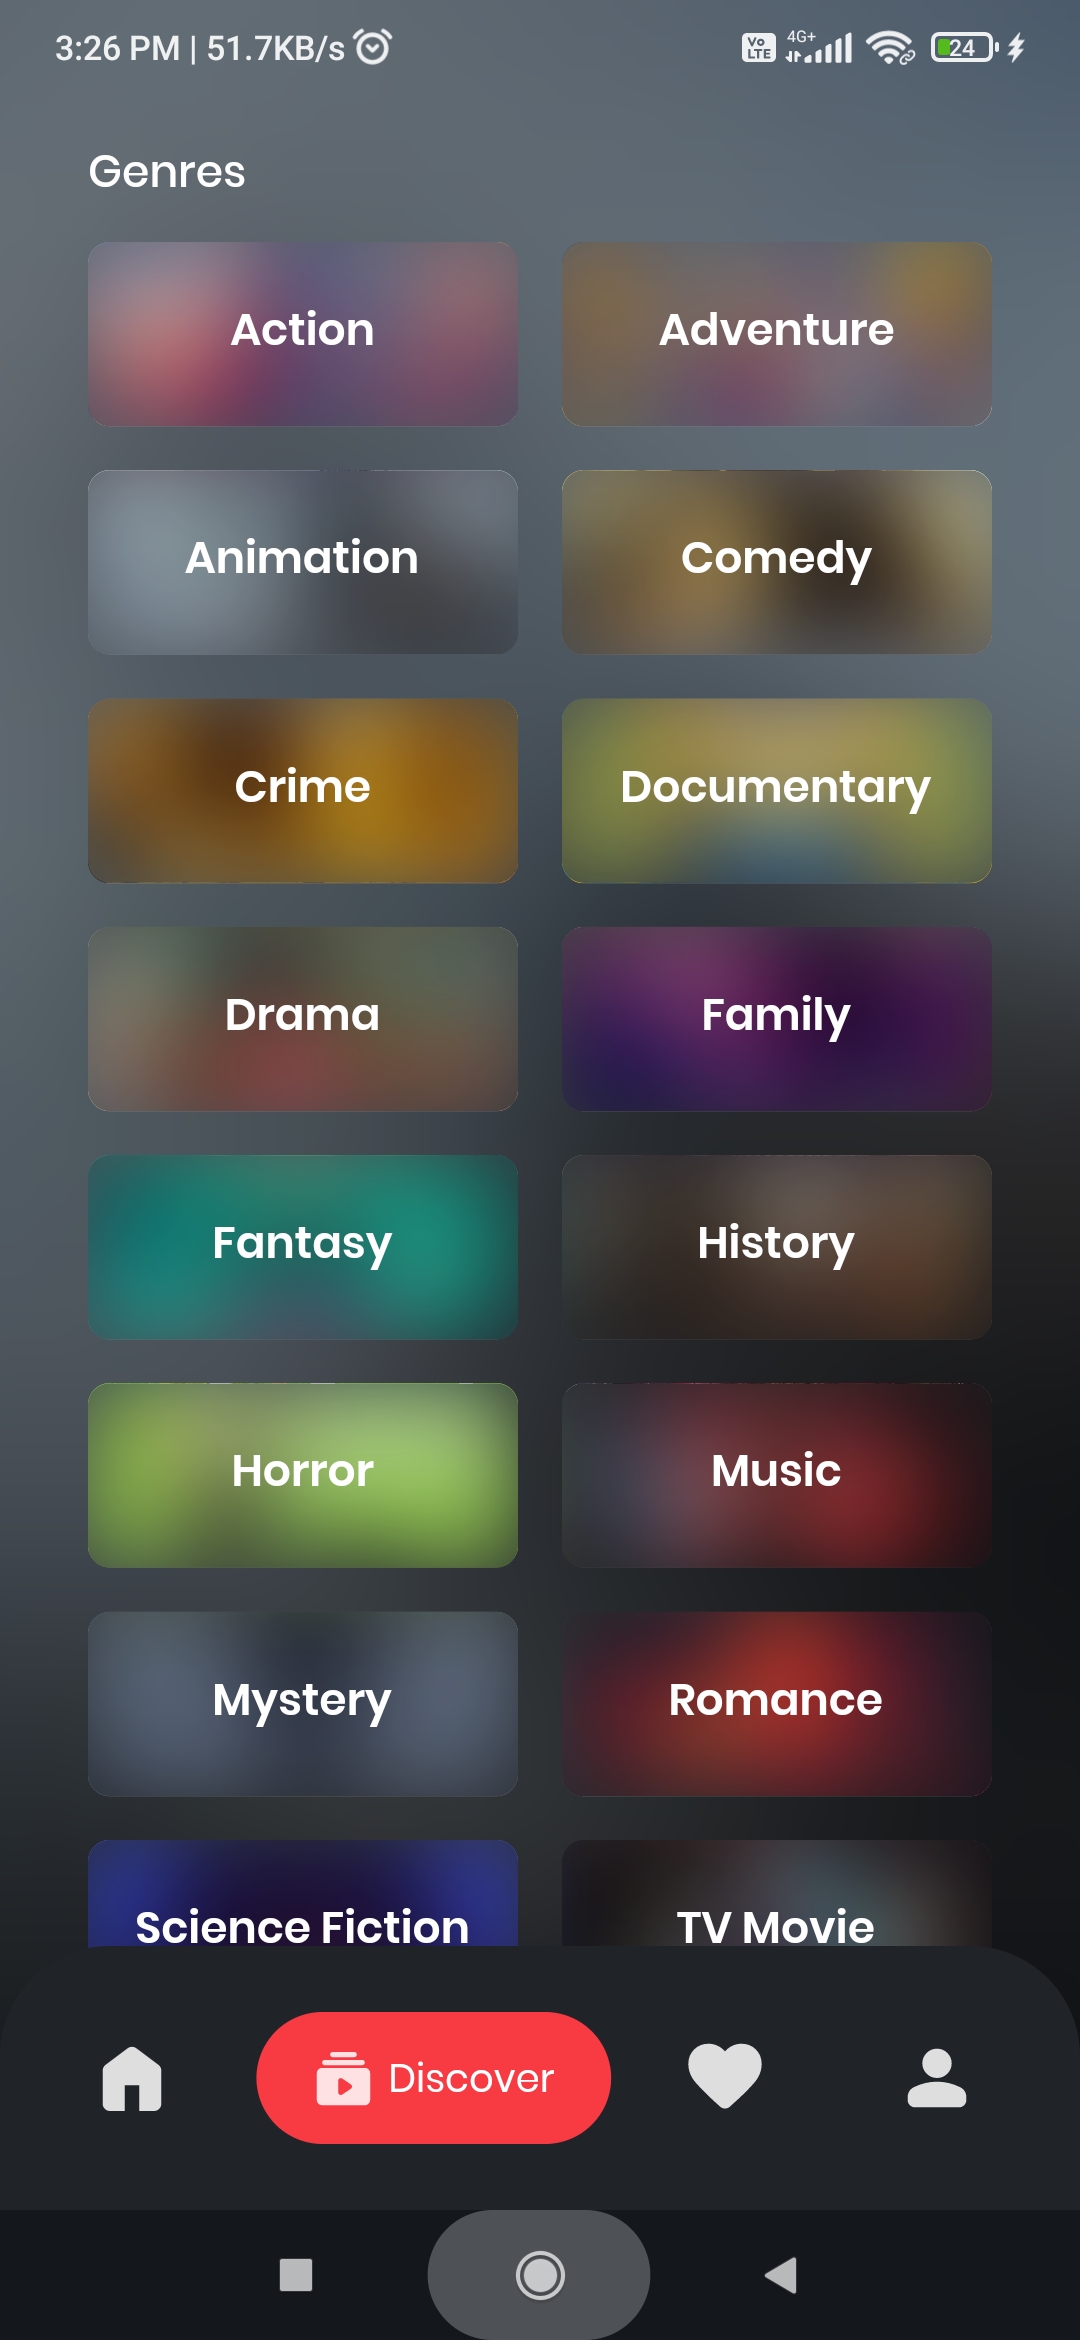 3:26 PM | 51.7KB/s
Vo LTE 4G+ 24
Genres
Action
Adventure
Animation
Comedy
Crime
Documentary
Drama
Family
Fantasy
History
Horror
Music
Mystery
Romance
Science Fiction
TV Movie
Discover